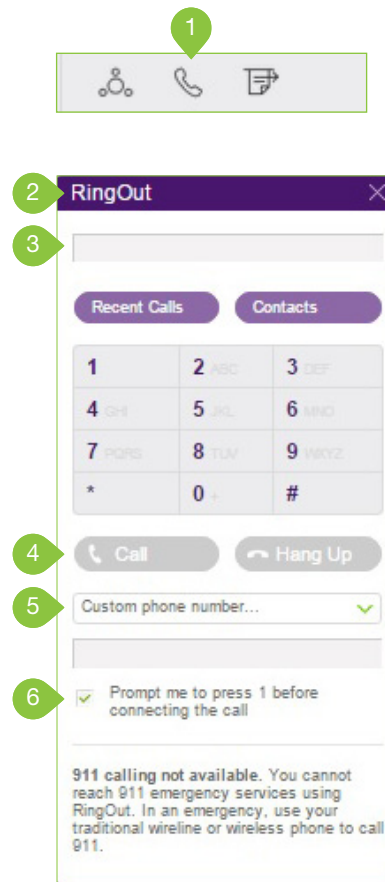 1
2 RingOut
3
Recent Calls Contacts
1 2 ABC 3 DEF
4 GHI 5 JKL 6 MNO
7 PQRS 8 TUV 9 WXYZ
* 0 + #
4 Call Hang Up
5 Custom phone number...
6 Prompt me to press 1 before
connecting the call
911 calling not available. You cannot
reach 911 emergency services using
RingOut. In an emergency, use your
traditional wireline or wireless phone to call
911.